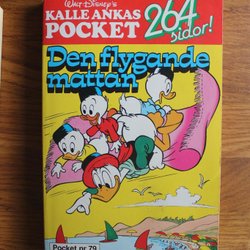 WALT DISNEY'S
KALLE ANKAS
POCKET
264
sidor!
Den flygande
mattan
Pocket nr 79